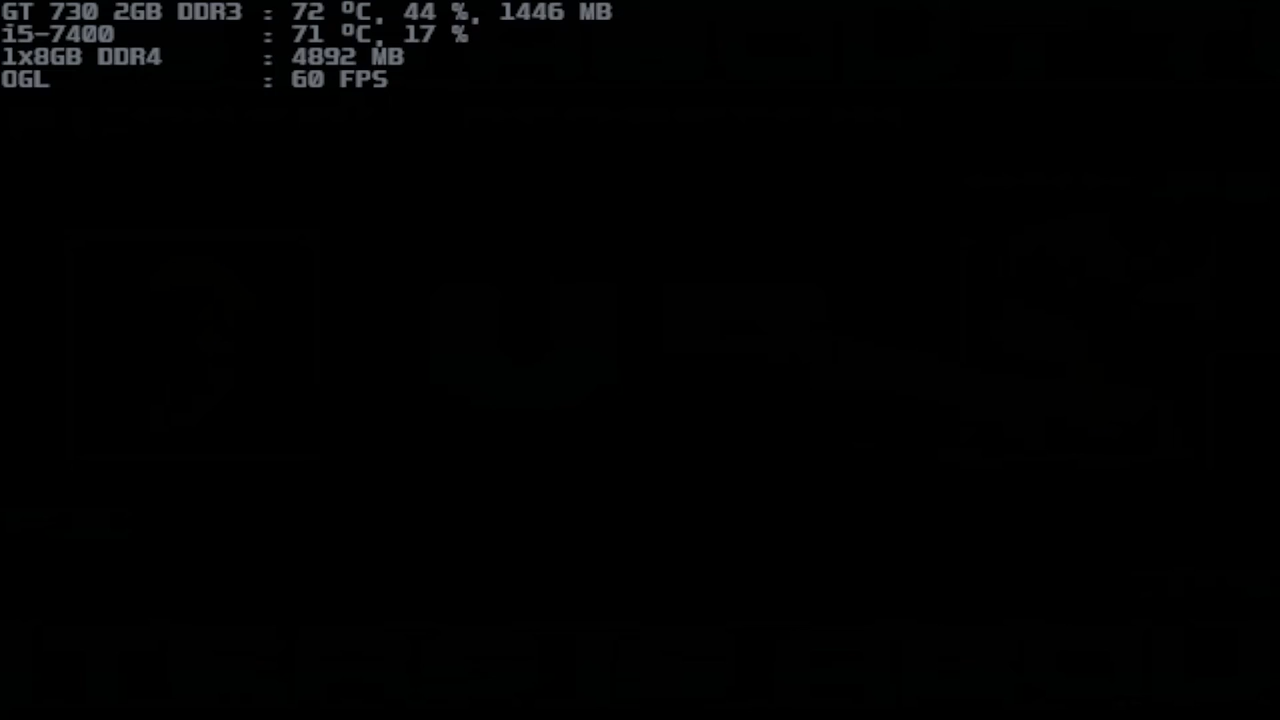 GT 730 2GB DDR3 : 72 ºC, 44 %, 1446 MB
i5-7400 : 71 ºC, 17 %
1x8GB DDR4 : 4892 MB
OGL : 60 FPS